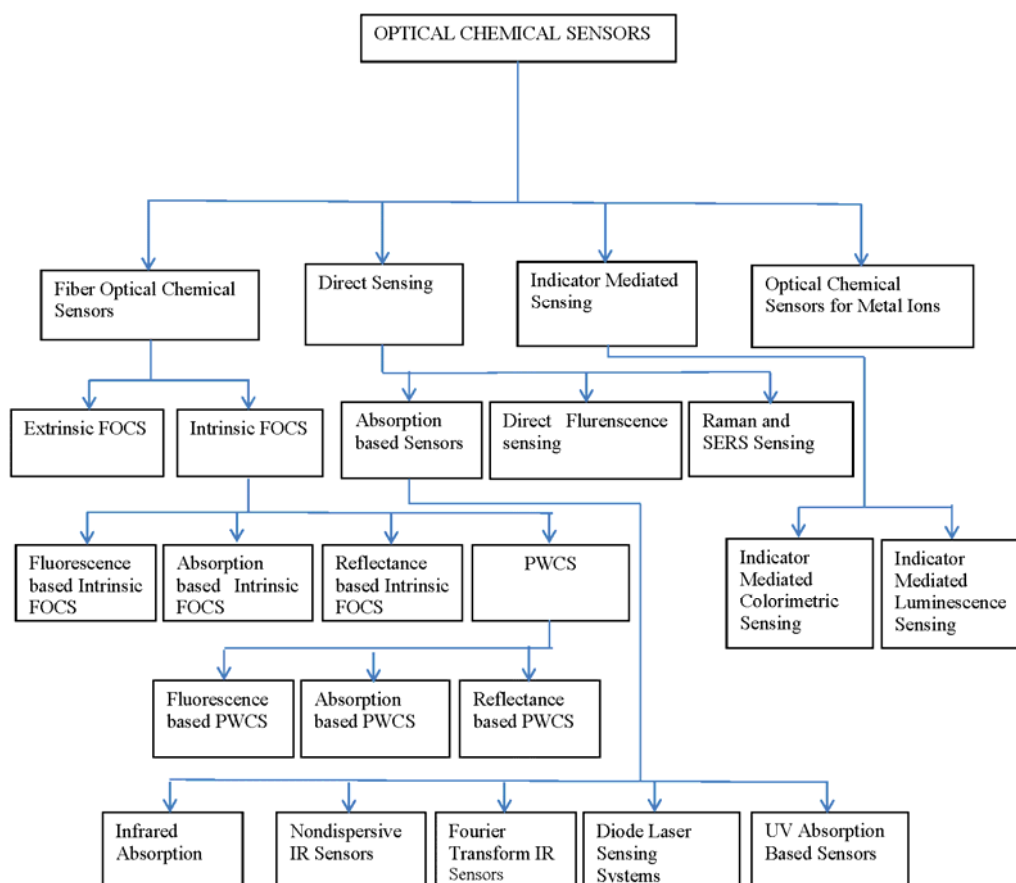 OPTICAL CHEMICAL SENSORS
Fiber Optical Chemical
Sensors
Direct Sensing
Indicator Mediated
Sensing
Optical Chemical
Sensors for Metal Ions
Extrinsic FOCS
Intrinsic FOCS
Absorption
based Sensors
Direct Flurenscence
sensing
Raman and
SERS Sensing
Fluorescence
based Intrinsic
FOCS
Absorption
based Intrinsic
FOCS
Reflectance
based Intrinsic
FOCS
PWCS
Indicator
Mediated
Colorimetric
Sensing
Indicator
Mediated
Luminescence
Sensing
Fluorescence
based PWCS
Absorption
based PWCS
Reflectance
based PWCS
Infrared
Absorption
Nondispersive
IR Sensors
Fourier
Transform IR
Sensors
Diode Laser
Sensing
Systems
UV Absorption
Based Sensors